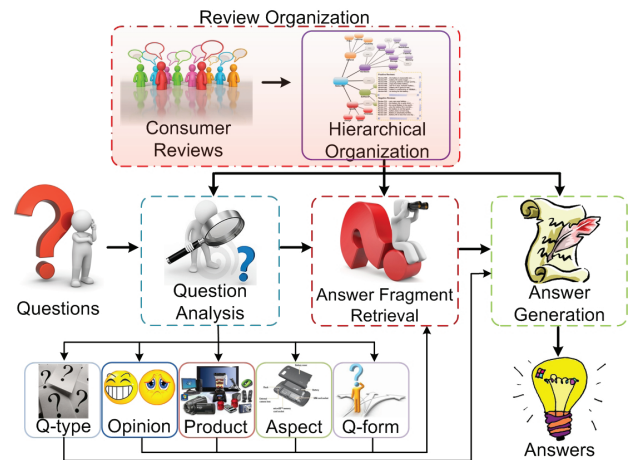 Review Organization
Consumer
Reviews
Hierarchical
Organization
Questions
Question
Analysis
Answer Fragment
Retrieval
Answer
Generation
Q-type
Opinion
Product
Aspect
Q-form
Answers